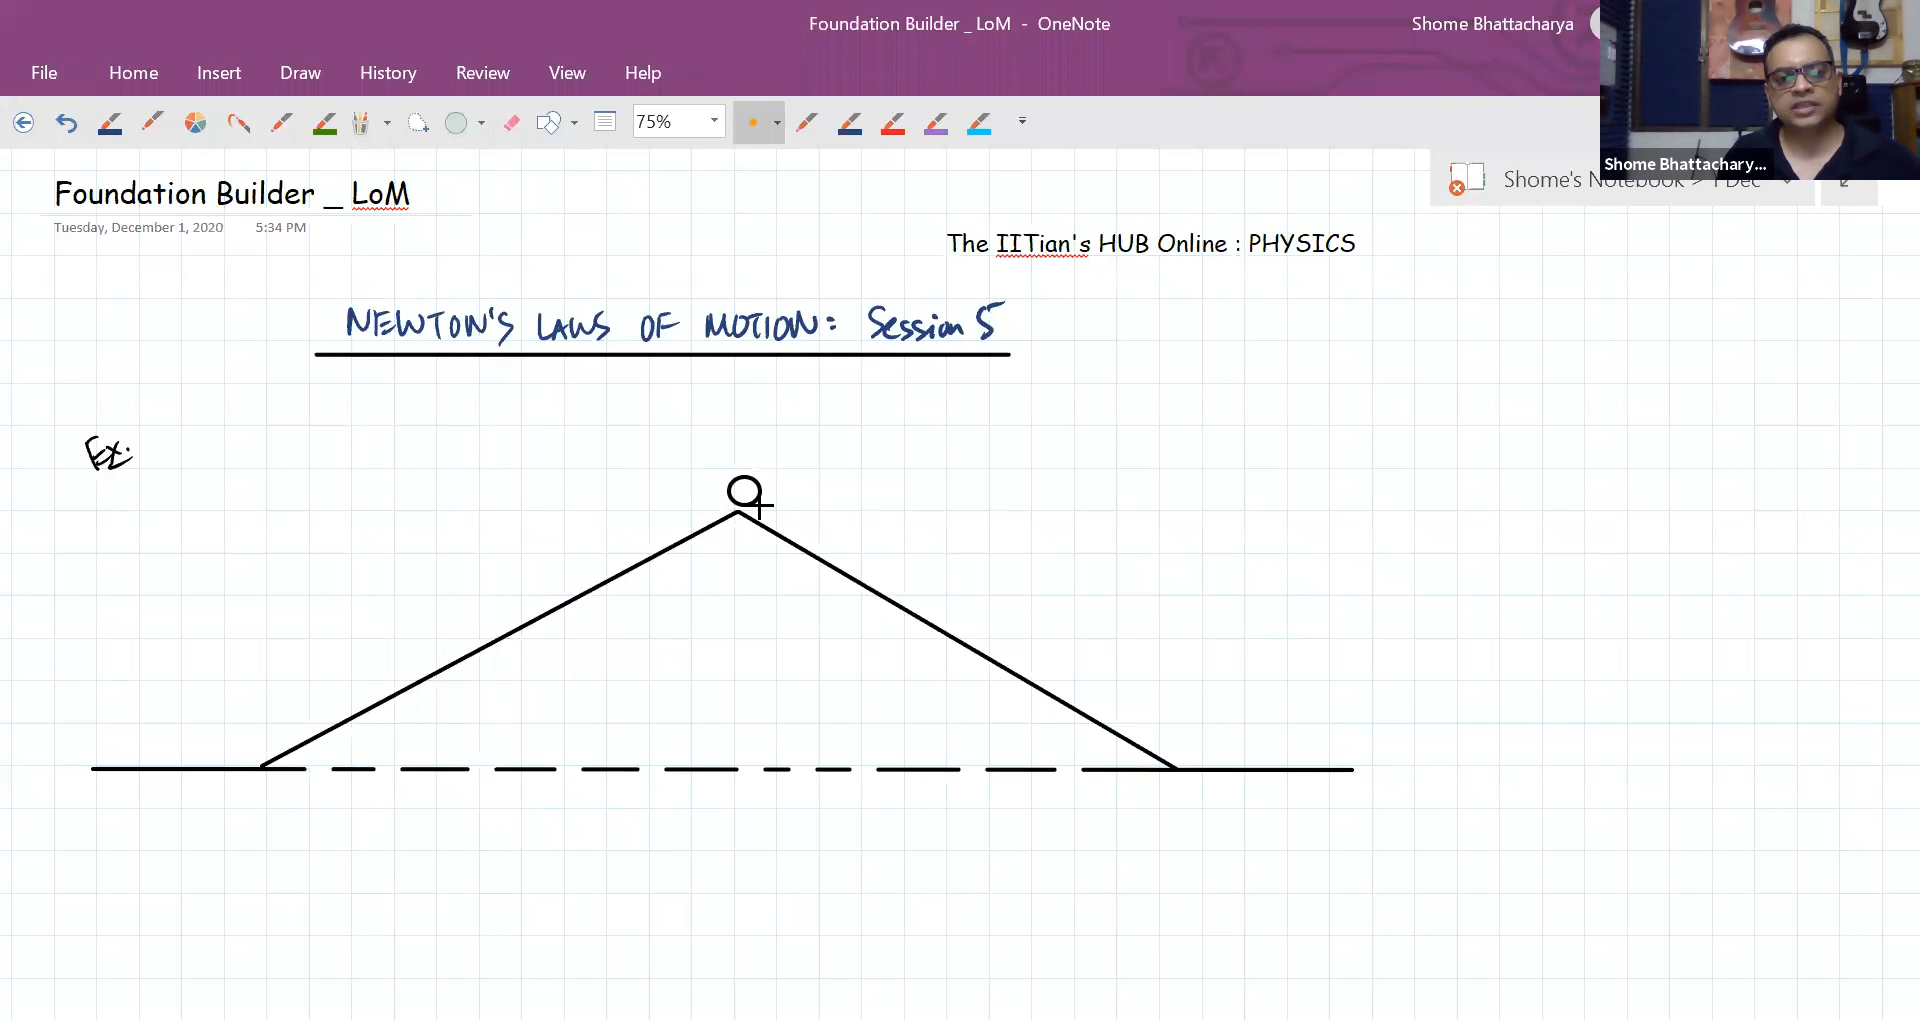 Foundation Builder _ LoM - OneNote
Shome Bhattacharya
File Home Insert Draw History Review View Help
75%
Shome Bhattachary...
Shome's Notebook > 1 Dec
Foundation Builder _ LoM
Tuesday, December 1, 2020 5:34 PM
The IITian's HUB Online : PHYSICS
NEWTON'S LAWS OF MOTION: Session 5
Ex: